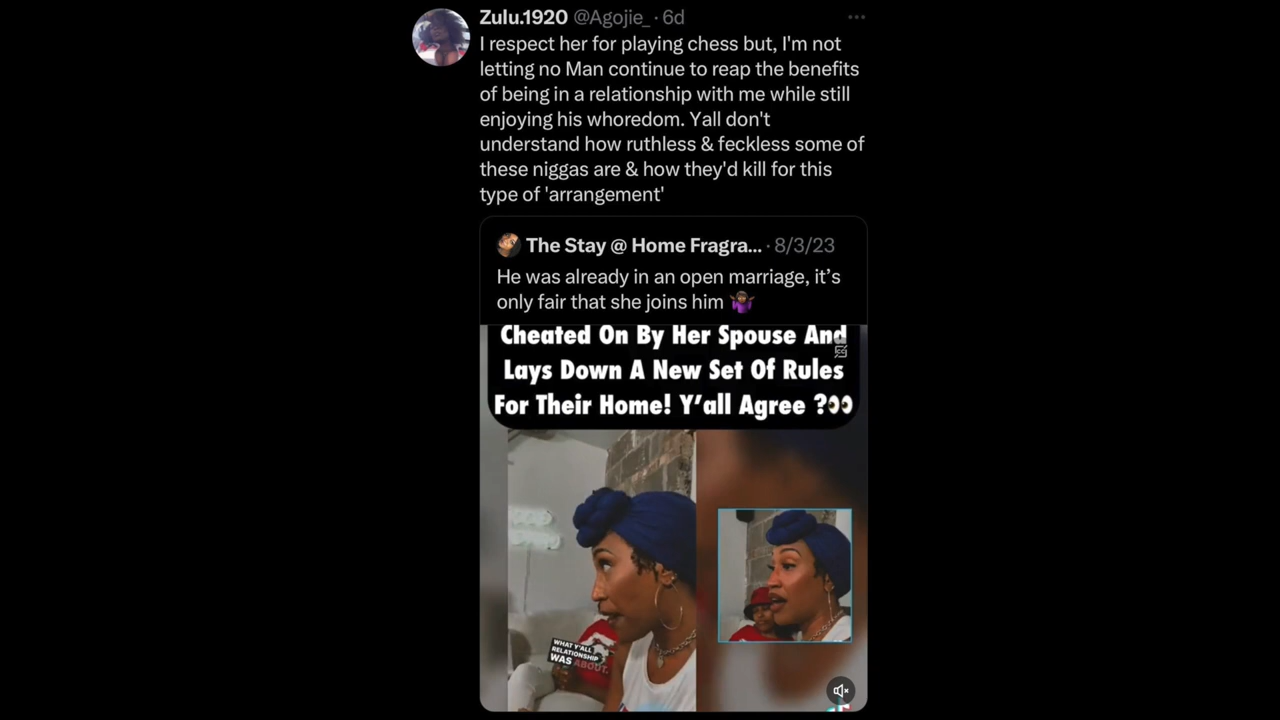 Zulu.1920 @Agojie_ · 6d
I respect her for playing chess but, I'm not
letting no Man continue to reap the benefits
of being in a relationship with me while still
enjoying his whoredom. Yall don't
understand how ruthless & feckless some of
these niggas are & how they'd kill for this
type of 'arrangement'
The Stay @ Home Fragra... · 8/3/23
He was already in an open marriage, it’s
only fair that she joins him 🤷🏾‍♀️
Cheated On By Her Spouse And
Lays Down A New Set Of Rules
For Their Home! Y’all Agree ?👀
WHAT Y'ALL
RELATIONSHIP
WAS ABOUT.